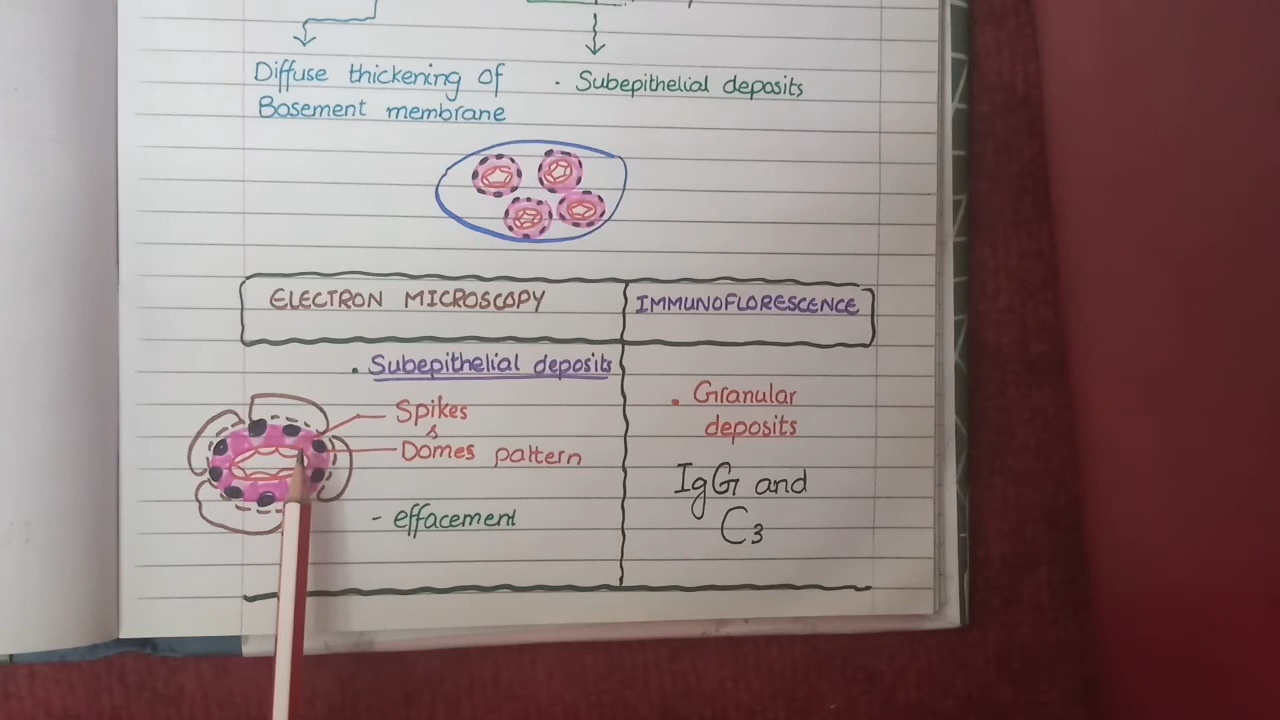 Diffuse thickening of
Basement membrane
- Subepithelial deposits
ELECTRON MICROSCOPY
IMMUNOFLORESCENCE
. Subepithelial deposits
Spikes
&
Domes pattern
- effacement
. Granular
deposits
IgG and
C3